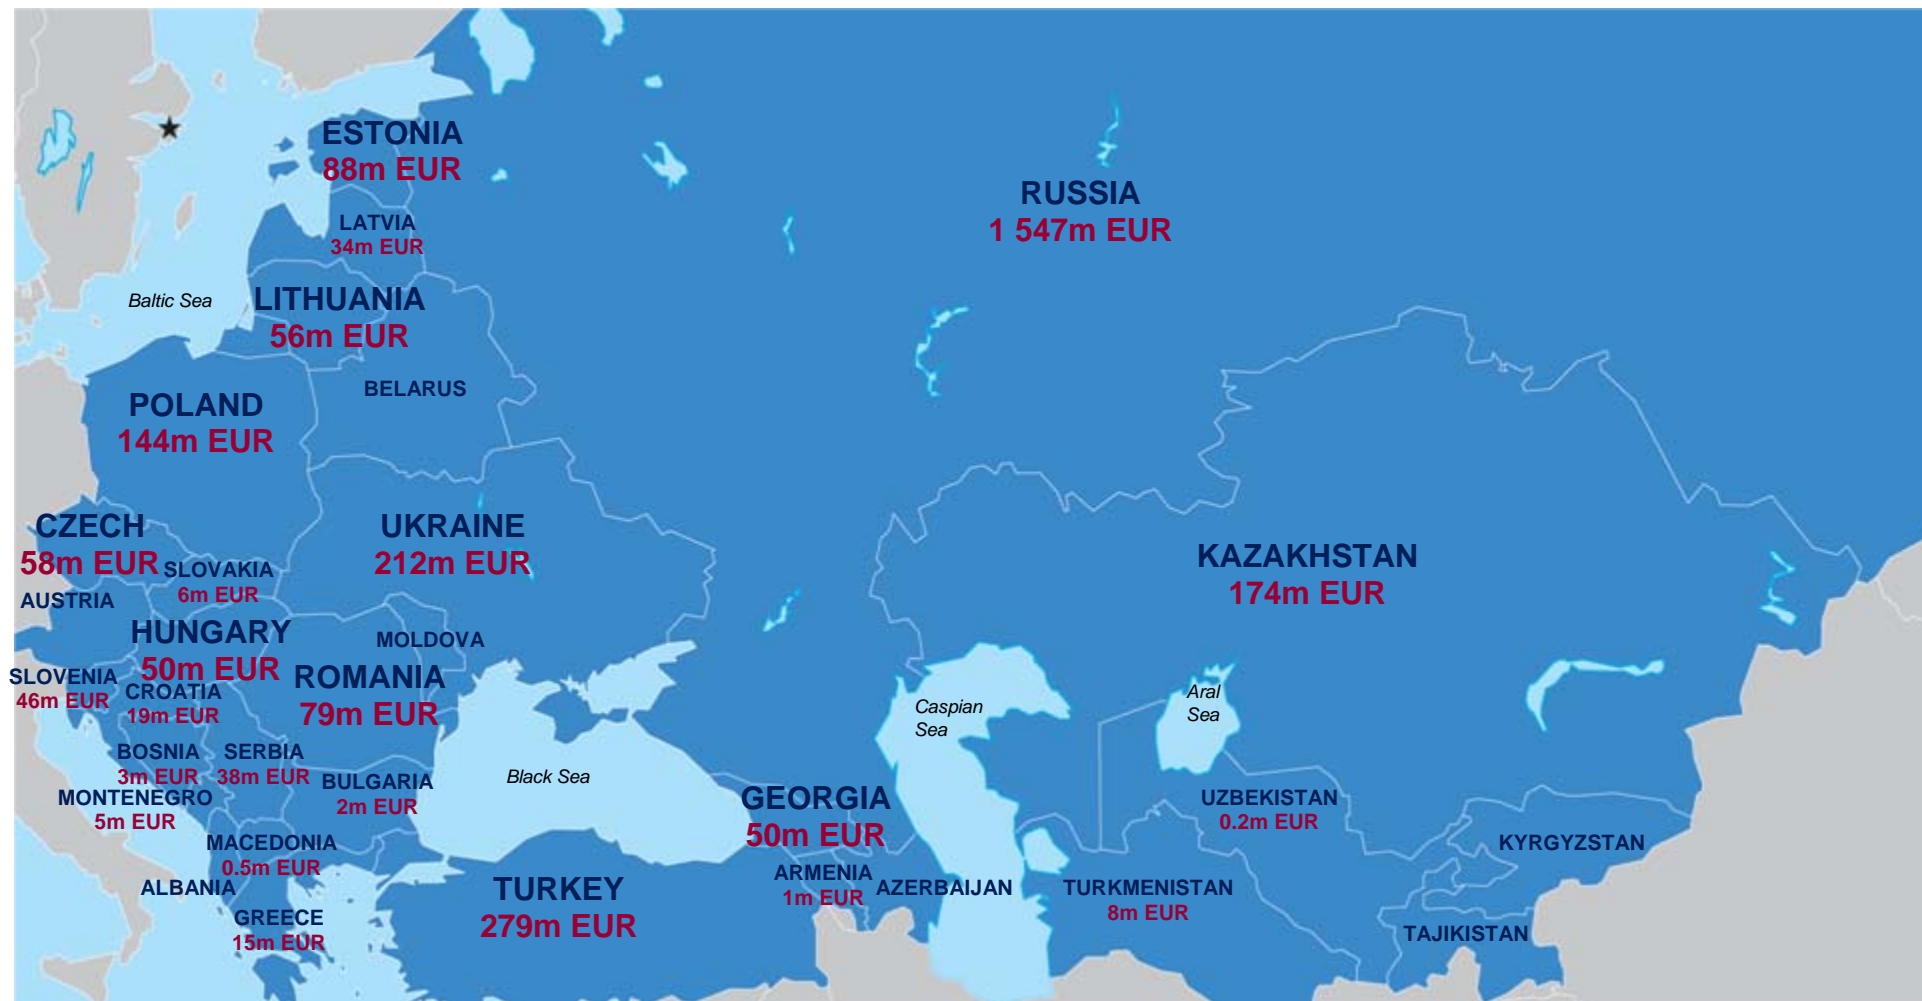 ESTONIA
88m EUR
RUSSIA
1 547m EUR
LATVIA
34m EUR
Baltic Sea
LITHUANIA
56m EUR
BELARUS
POLAND
144m EUR
CZECH
58m EUR
UKRAINE
212m EUR
KAZAKHSTAN
174m EUR
SLOVAKIA
6m EUR
AUSTRIA
HUNGARY
50m EUR
MOLDOVA
SLOVENIA
46m EUR
CROATIA
19m EUR
ROMANIA
79m EUR
Caspian
Sea
Aral
Sea
BOSNIA
3m EUR
SERBIA
38m EUR
BULGARIA
2m EUR
Black Sea
MONTENEGRO
5m EUR
GEORGIA
50m EUR
UZBEKISTAN
0.2m EUR
MACEDONIA
0.5m EUR
KYRGYZSTAN
ALBANIA
TURKEY
279m EUR
ARMENIA
1m EUR
AZERBAIJAN
TURKMENISTAN
8m EUR
GREECE
15m EUR
TAJIKISTAN